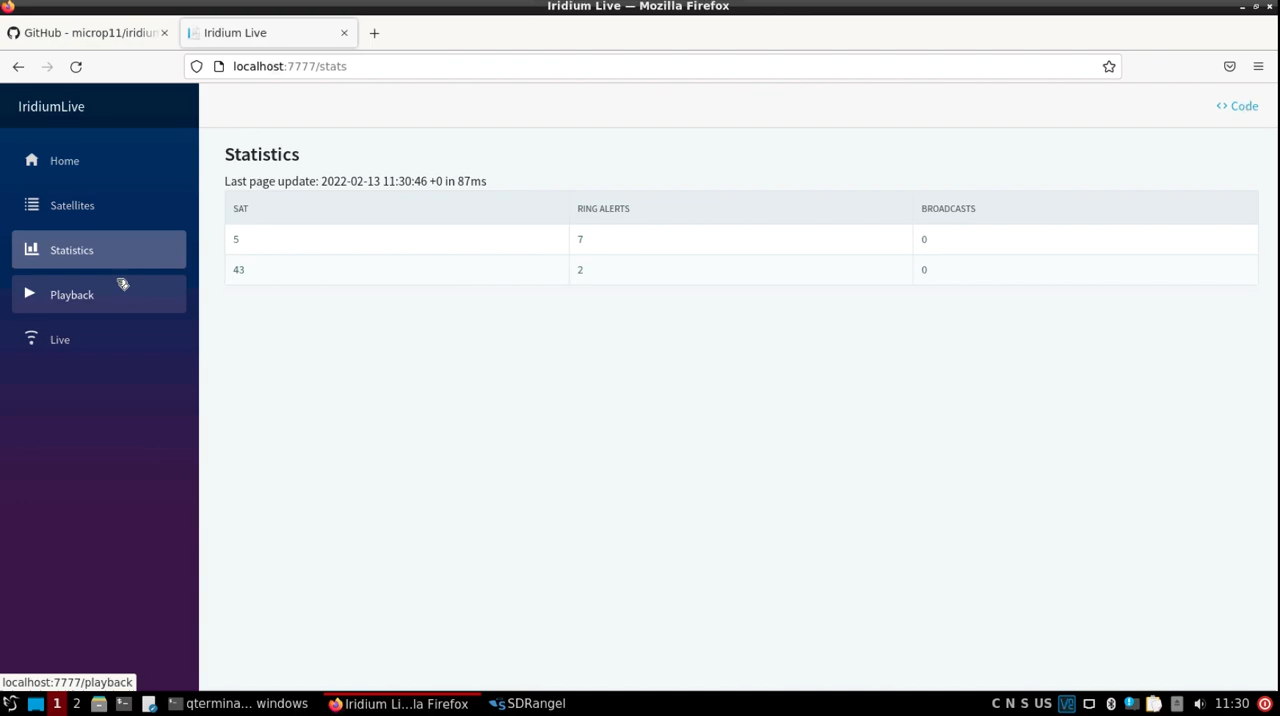 Iridium Live — Mozilla Firefox
GitHub - microp11/iridiun
Iridium Live
localhost:7777/stats
IridiumLive
<> Code
Home
Satellites
Statistics
Playback
Live
Statistics
Last page update: 2022-02-13 11:30:46 +0 in 87ms
SAT RING ALERTS BROADCASTS
5 7 0
43 2 0
localhost:7777/playback
1 2 qtermina... windows Iridium Li...la Firefox SDRangel C N S US 11:30